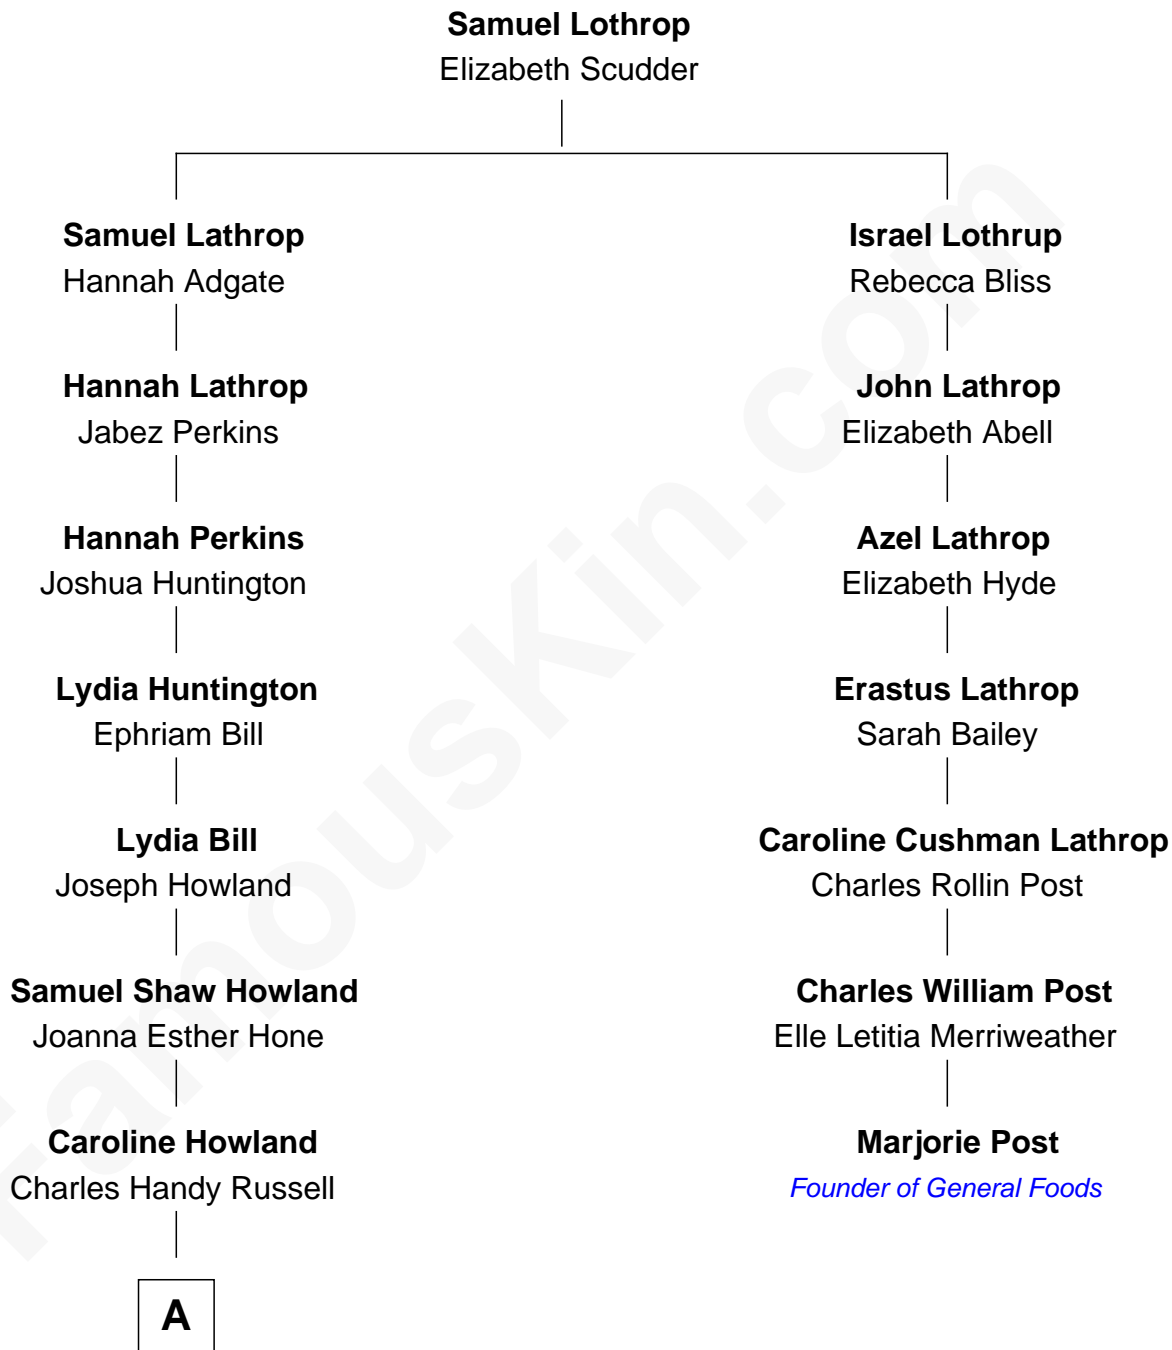 Samuel Lothrop
Elizabeth Scudder
Samuel Lathrop
Hannah Adgate
Hannah Lathrop
Jabez Perkins
Hannah Perkins
Joshua Huntington
Lydia Huntington
Ephriam Bill
Lydia Bill
Joseph Howland
Samuel Shaw Howland
Joanna Esther Hone
Caroline Howland
Charles Handy Russell
A
Israel Lothrup
Rebecca Bliss
John Lathrop
Elizabeth Abell
Azel Lathrop
Elizabeth Hyde
Erastus Lathrop
Sarah Bailey
Caroline Cushman Lathrop
Charles Rollin Post
Charles William Post
Elle Letitia Merriweather
Marjorie Post
Founder of General Foods
FamousKin.com